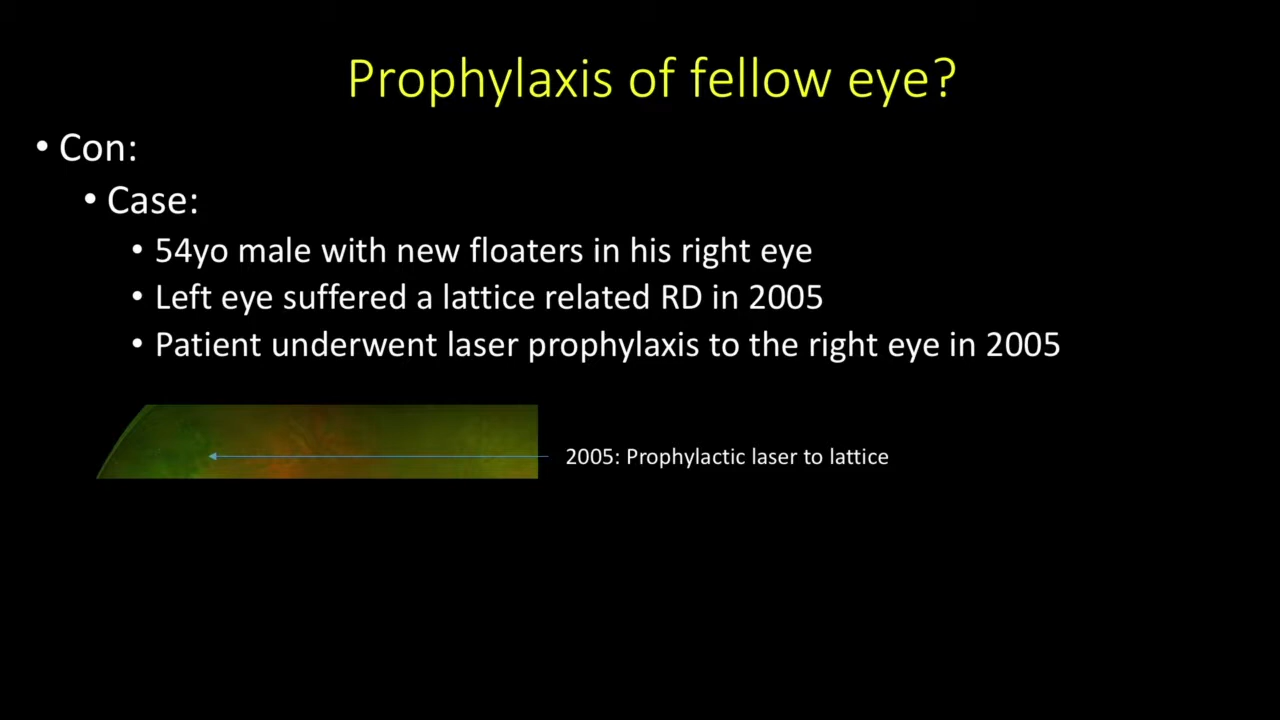 Prophylaxis of fellow eye?
• Con:
• Case:
• 54yo male with new floaters in his right eye
• Left eye suffered a lattice related RD in 2005
• Patient underwent laser prophylaxis to the right eye in 2005
2005: Prophylactic laser to lattice